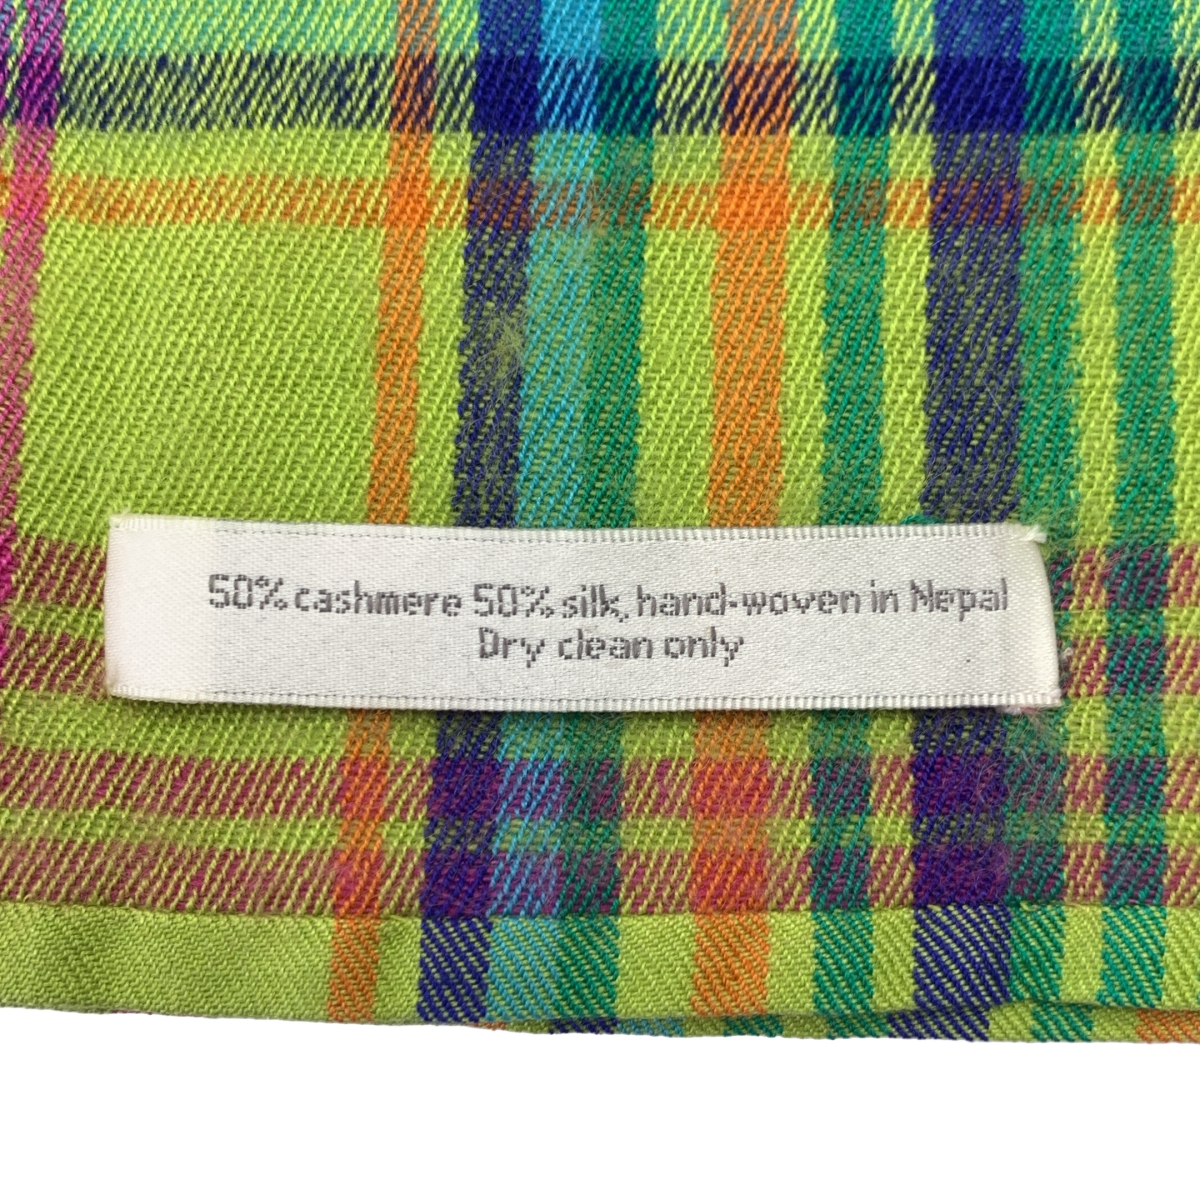 50% cashmere 50% silk, hand-woven in Nepal
Dry clean only